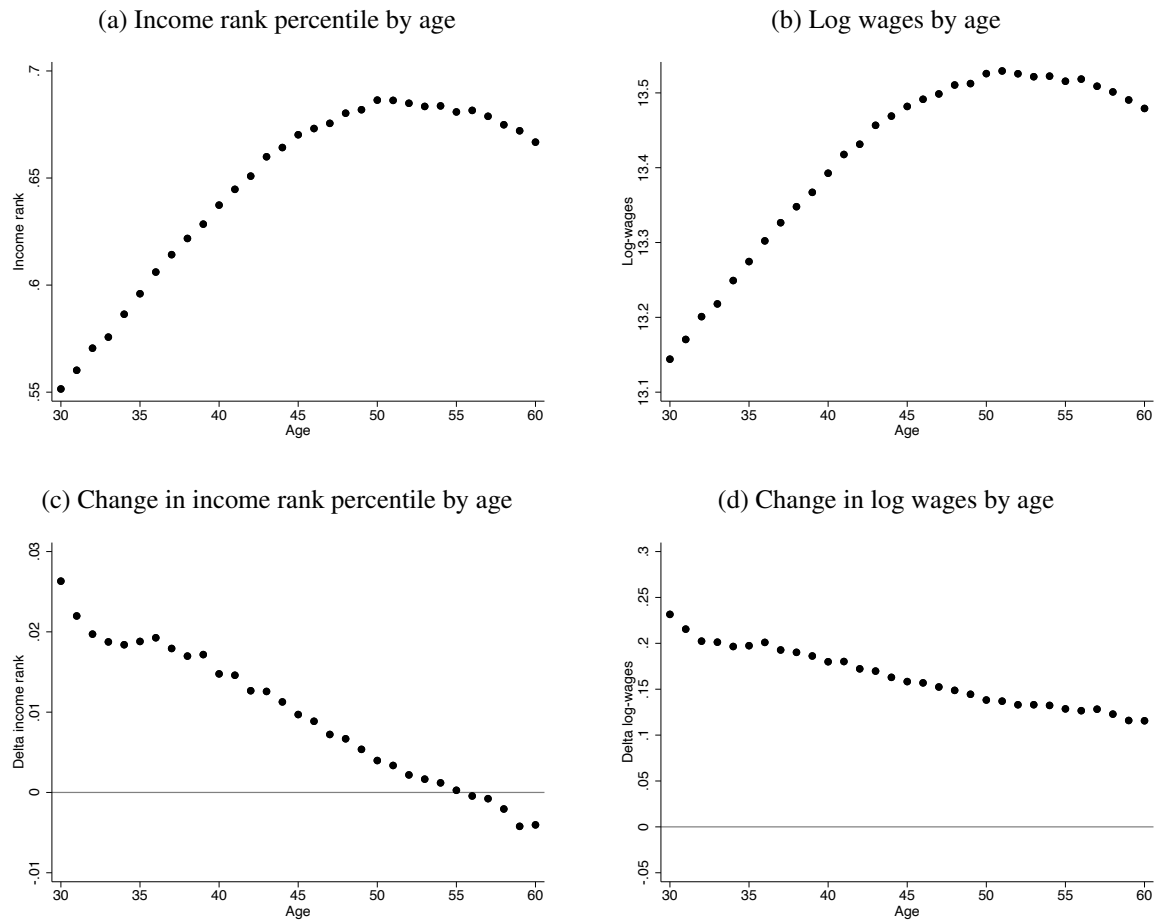 (a) Income rank percentile by age
.7
.65
.6
.55
Income rank
30 35 40 45 50 55 60
Age
(b) Log wages by age
13.5
13.4
13.3
13.2
13.1
Log-wages
30 35 40 45 50 55 60
Age
(c) Change in income rank percentile by age
.03
.02
.01
0
-.01
Delta income rank
30 35 40 45 50 55 60
Age
(d) Change in log wages by age
.3
.25
.2
.15
.1
.05
0
-.05
Delta log-wages
30 35 40 45 50 55 60
Age